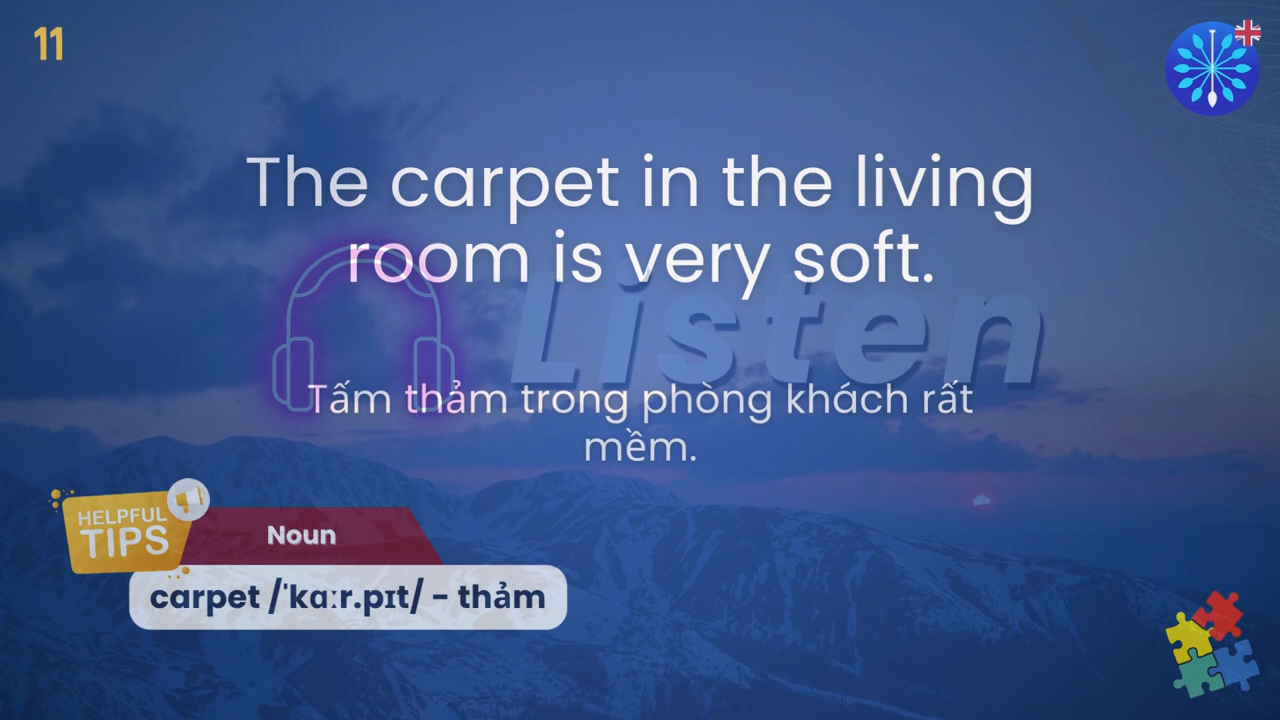 11
The carpet in the living
room is very soft.
Listen
Tấm thảm trong phòng khách rất
mềm.
HELPFUL
TIPS
Noun
carpet /ˈkɑːr.pɪt/ - thảm